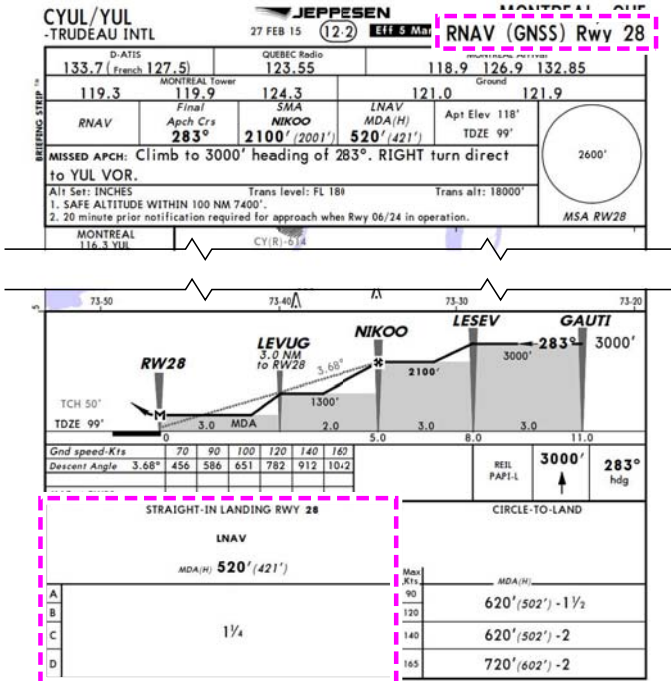 CYUL/YUL
-TRUDEAU INTL
JEPPESEN
27 FEB 15
12-2
Eff 5 Mar
RNAV (GNSS) Rwy 28
D-ATIS
133.7 (French 127.5)
QUEBEC Radio
123.55
118.9 126.9 132.85
MONTREAL Tower
119.3 119.9 124.3
Ground
121.0 121.9
BRIEFING STRIP TM
RNAV
Final
Apch Crs
283°
SMA
NIKOO
2100' (2001')
LNAV
MDA(H)
520' (421')
Apt Elev 118'
TDZE 99'
MISSED APCH: Climb to 3000' heading of 283°. RIGHT turn direct
to YUL VOR.
2600'
MSA RW28
Alt Set: INCHES
Trans level: FL 180
Trans alt: 18000'
1. SAFE ALTITUDE WITHIN 100 NM 7400'.
2. 20 minute prior notification required for approach when Rwy 06/24 in operation.
MONTREAL
116.3 YUL
CY(R)-614
73-50
73-40
73-30
73-20
RW28
LEVUG
3.0 NM
to RW28
NIKOO
LESEV
GAUTI
3.68°
283°
3000'
3000'
2100'
1300'
TCH 50'
TDZE 99'
M
MDA
3.0
2.0
3.0
3.0
0
5.0
8.0
11.0
Gnd speed-Kts 70 90 100 120 140 160
Descent Angle 3.68° 456 586 651 782 912 1042
REIL
PAPI-L
3000'
283°
hdg
STRAIGHT-IN LANDING RWY 28
LNAV
MDA(H) 520' (421')
A
B
C
D
1¼
CIRCLE-TO-LAND
Max
Kts
MDA(H)
90
120
620' (502') -1½
140
620' (502') -2
165
720' (602') -2